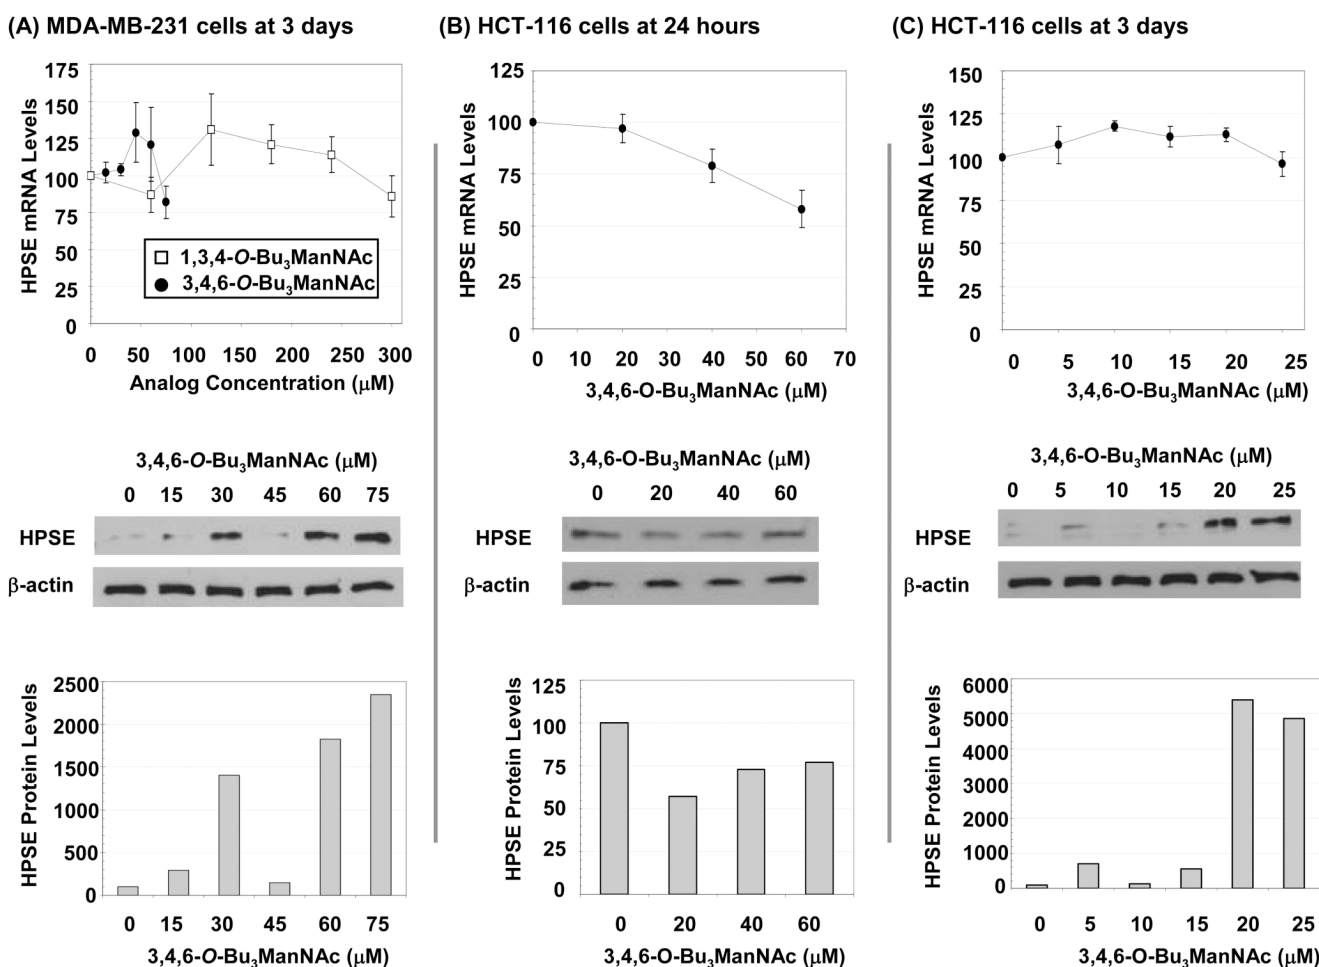 (A) MDA-MB-231 cells at 3 days
HPSE mRNA Levels
175
150
125
100
75
50
25
0
1,3,4-O-Bu₃ManNAc
3,4,6-O-Bu₃ManNAc
0 50 100 150 200 250 300
Analog Concentration (μM)
3,4,6-O-Bu₃ManNAc (μM)
0 15 30 45 60 75
HPSE
β-actin
HPSE Protein Levels
2500
2000
1500
1000
500
0
0 15 30 45 60 75
3,4,6-O-Bu₃ManNAc (μM)
(B) HCT-116 cells at 24 hours
HPSE mRNA Levels
125
100
75
50
25
0
0 10 20 30 40 50 60 70
3,4,6-O-Bu₃ManNAc (μM)
3,4,6-O-Bu₃ManNAc (μM)
0 20 40 60
HPSE
β-actin
HPSE Protein Levels
125
100
75
50
25
0
0 20 40 60
3,4,6-O-Bu₃ManNAc (μM)
(C) HCT-116 cells at 3 days
HPSE mRNA Levels
150
125
100
75
50
25
0
0 5 10 15 20 25
3,4,6-O-Bu₃ManNAc (μM)
3,4,6-O-Bu₃ManNAc (μM)
0 5 10 15 20 25
HPSE
β-actin
HPSE Protein Levels
6000
5000
4000
3000
2000
1000
0
0 5 10 15 20 25
3,4,6-O-Bu₃ManNAc (μM)